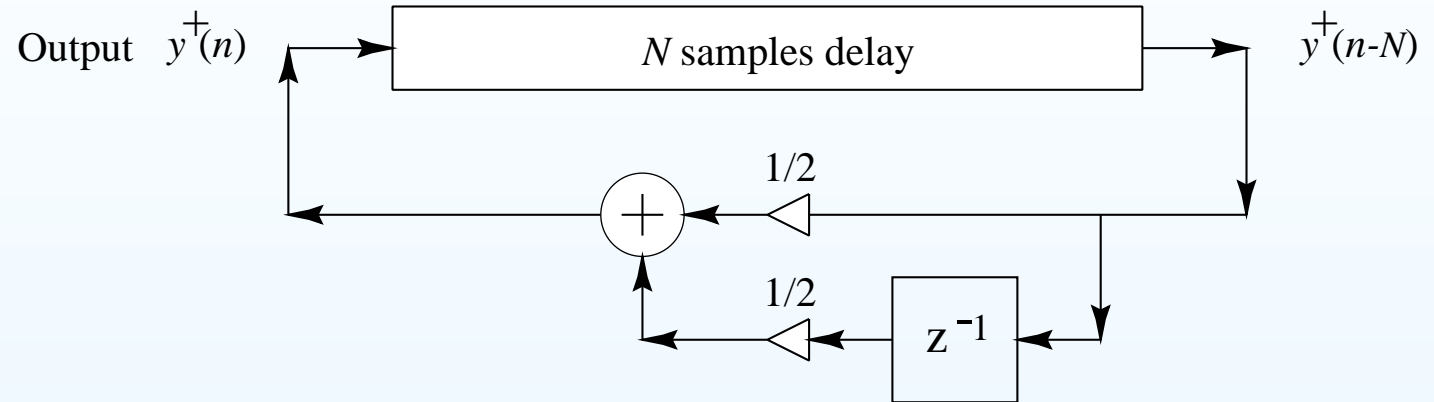 Output y⁺(n)
N samples delay
y⁺(n-N)
1/2
+
1/2
z⁻¹